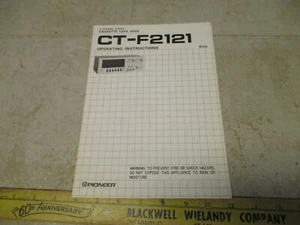 CASSETTE TAPE DECK
CT-F2121
OPERATING INSTRUCTIONS
WARNING: TO PREVENT FIRE OR SHOCK HAZARD,
DO NOT EXPOSE THIS APPLIANCE TO RAIN OR
MOISTURE.
PIONEER
60th ANNIVERSARY
BLACKWELL WIELANDY COMPANY